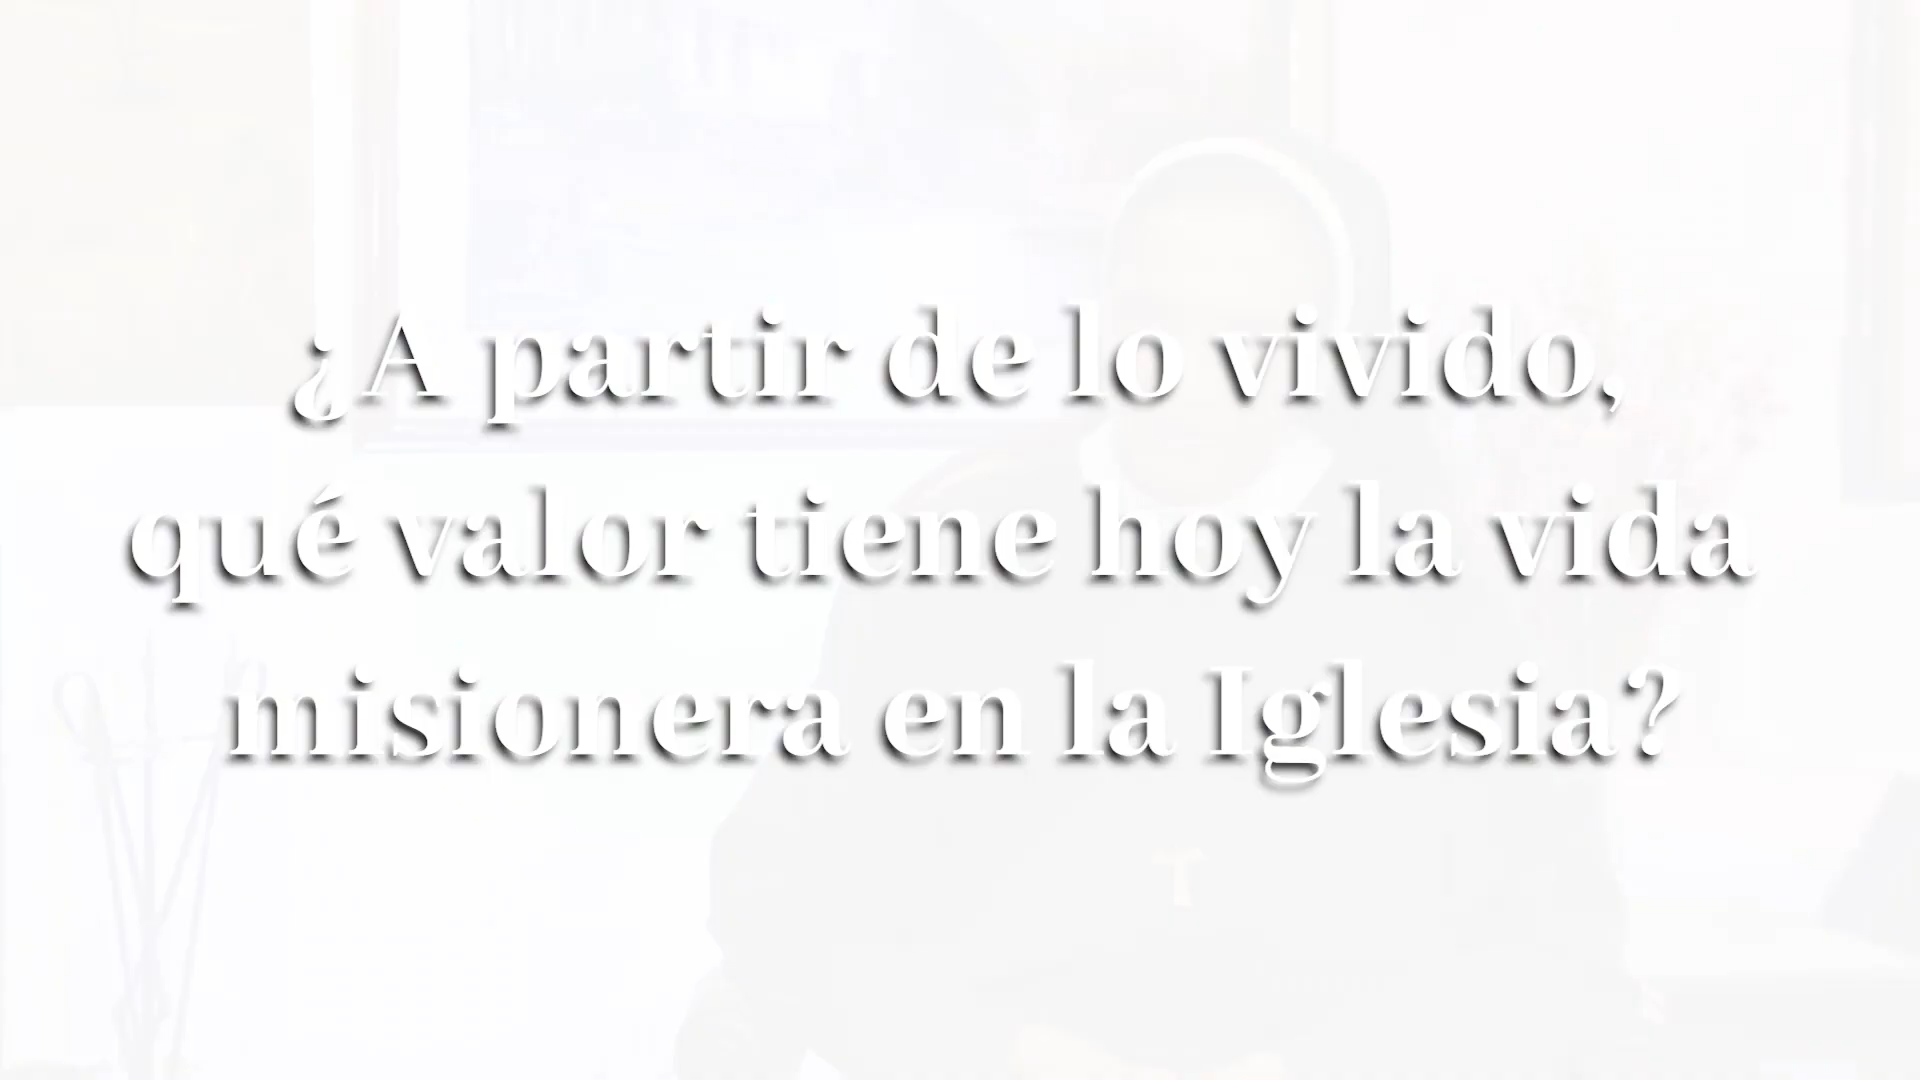 ¿A partir de lo vivido,
qué valor tiene hoy la vida
misionera en la Iglesia?